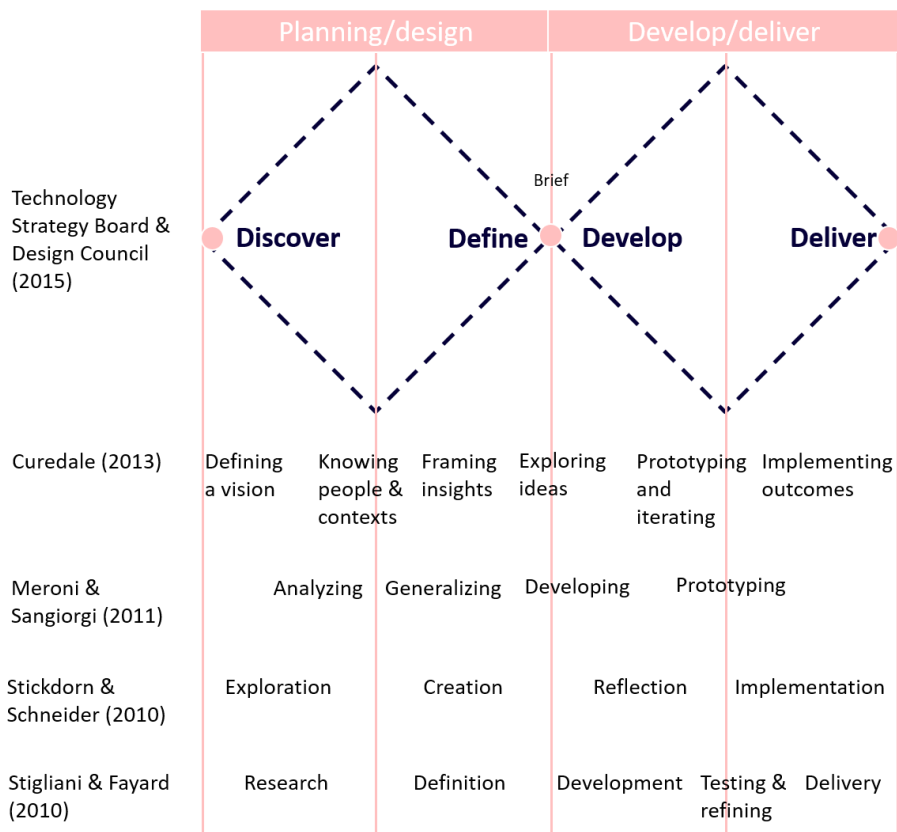 Planning/design
Develop/deliver
Technology
Strategy Board &
Design Council
(2015)
Brief
Discover
Define
Develop
Deliver
Curedale (2013)
Defining
a vision
Knowing
people &
contexts
Framing
insights
Exploring
ideas
Prototyping
and
iterating
Implementing
outcomes
Meroni &
Sangiorgi (2011)
Analyzing
Generalizing
Developing
Prototyping
Stickdorn &
Schneider (2010)
Exploration
Creation
Reflection
Implementation
Stigliani & Fayard
(2010)
Research
Definition
Development
Testing &
refining
Delivery